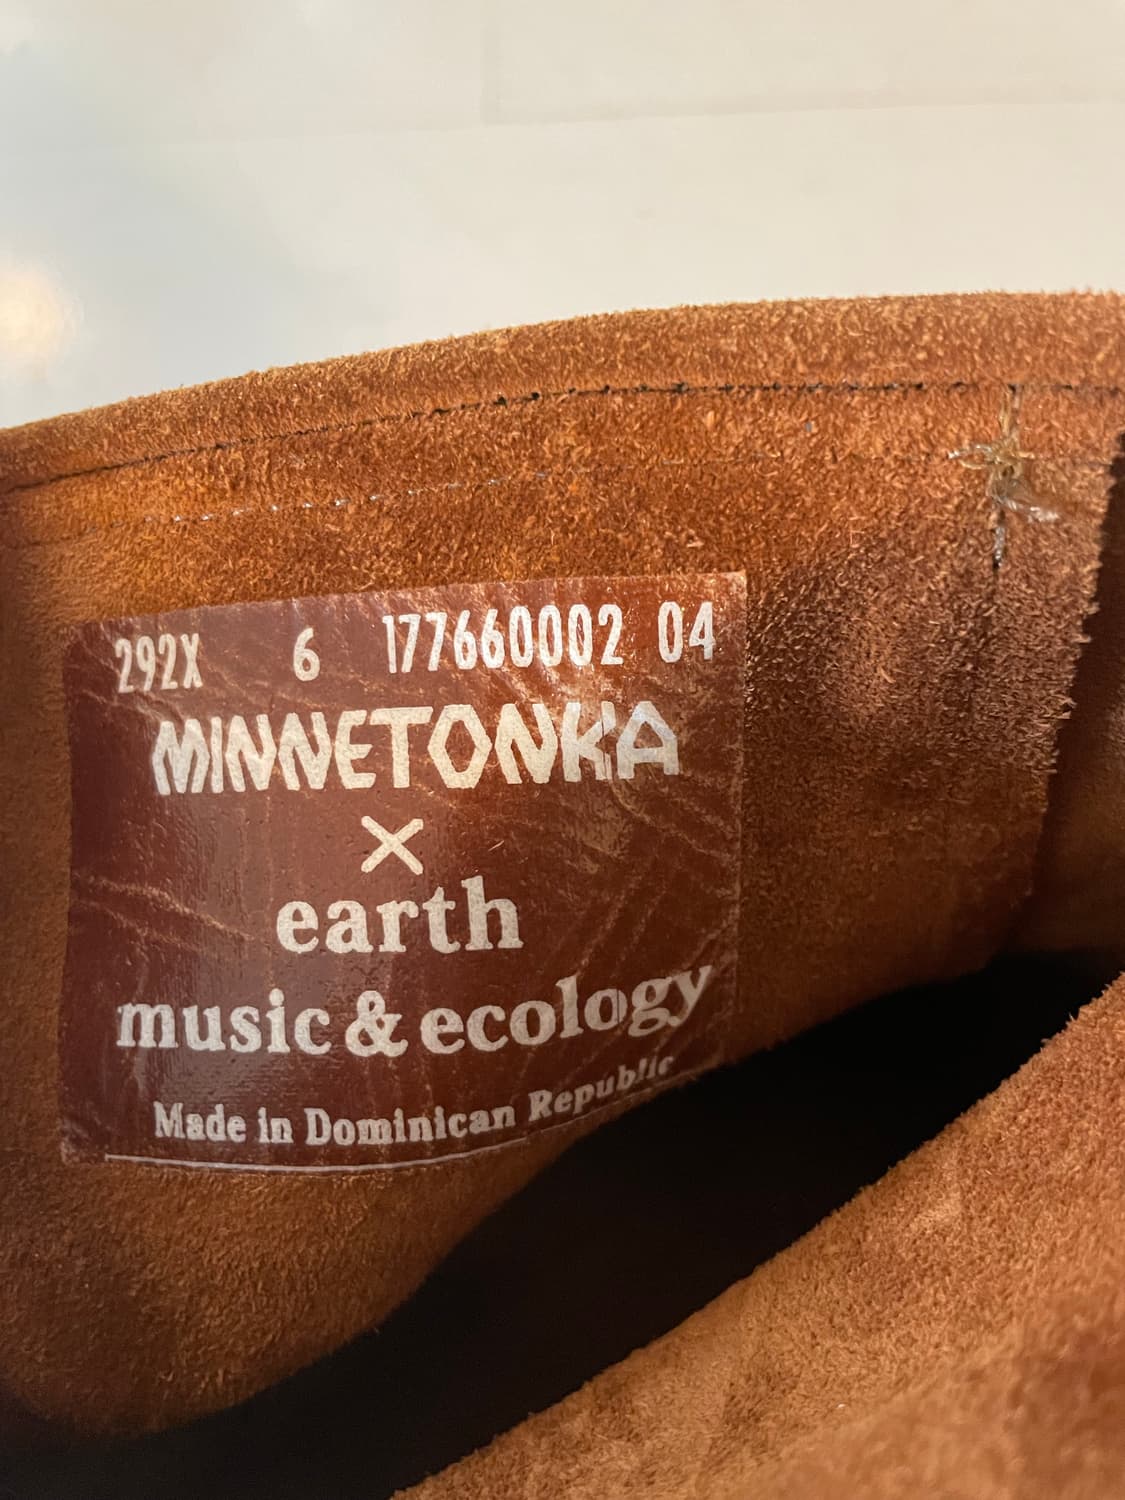 292X 6 177660002 04
MINNETONKA
×
earth
music & ecology
Made in Dominican Republic